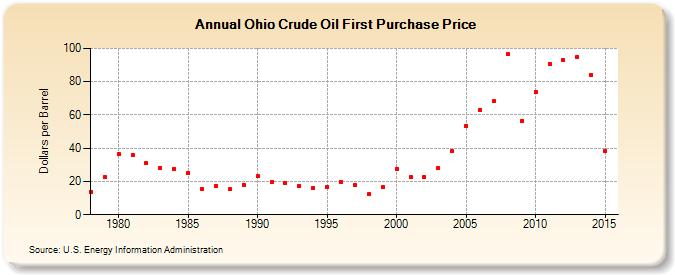 Annual Ohio Crude Oil First Purchase Price
Dollars per Barrel
100
80
60
40
20
0
1980 1985 1990 1995 2000 2005 2010 2015
Source: U.S. Energy Information Administration